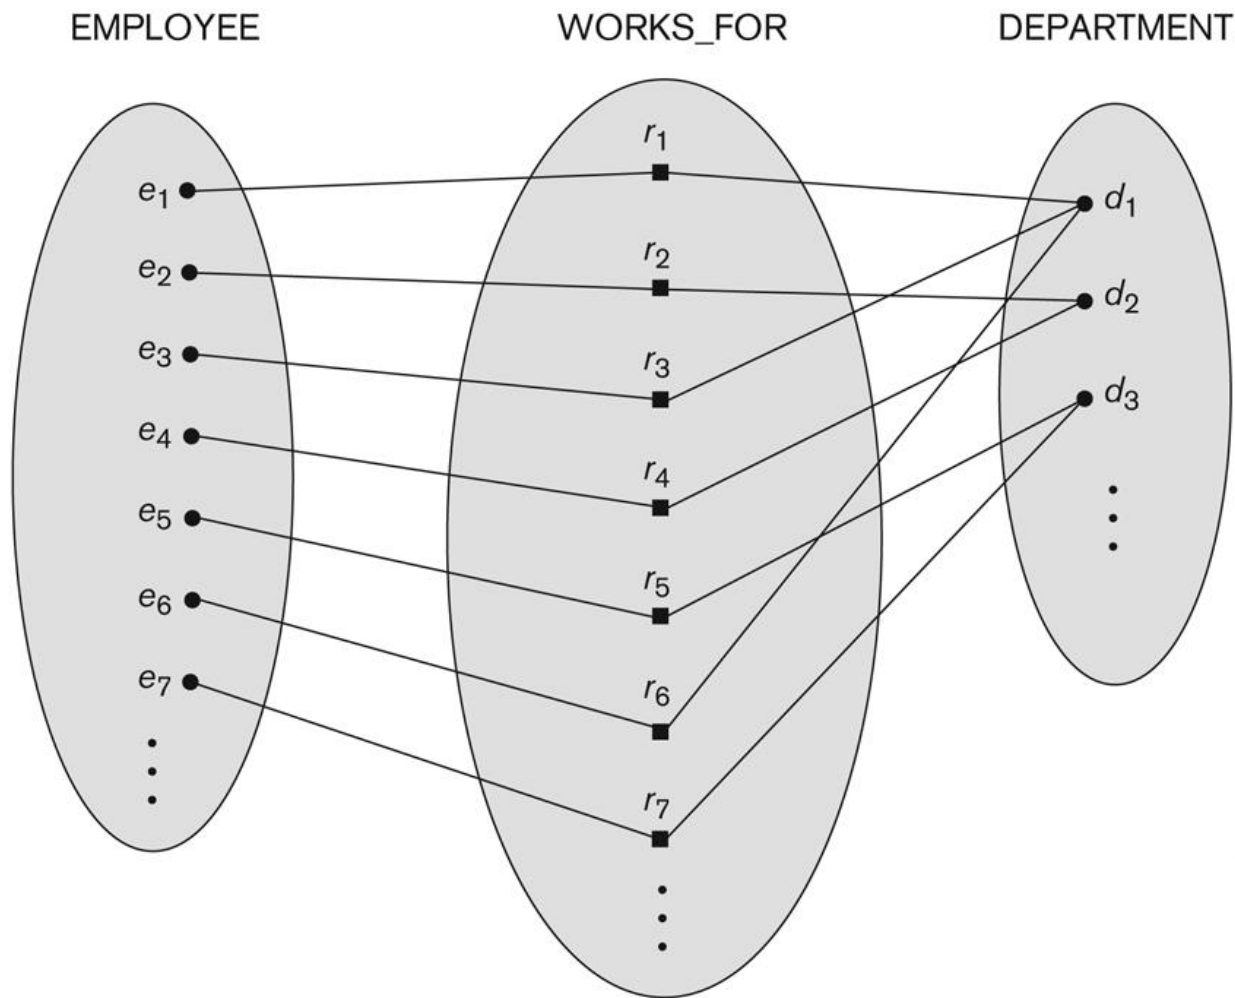 EMPLOYEE WORKS_FOR DEPARTMENT
r₁
e₁ d₁
r₂
e₂ d₂
e₃ r₃ d₃
e₄ r₄
e₅ r₅
e₆ r₆
e₇ r₇